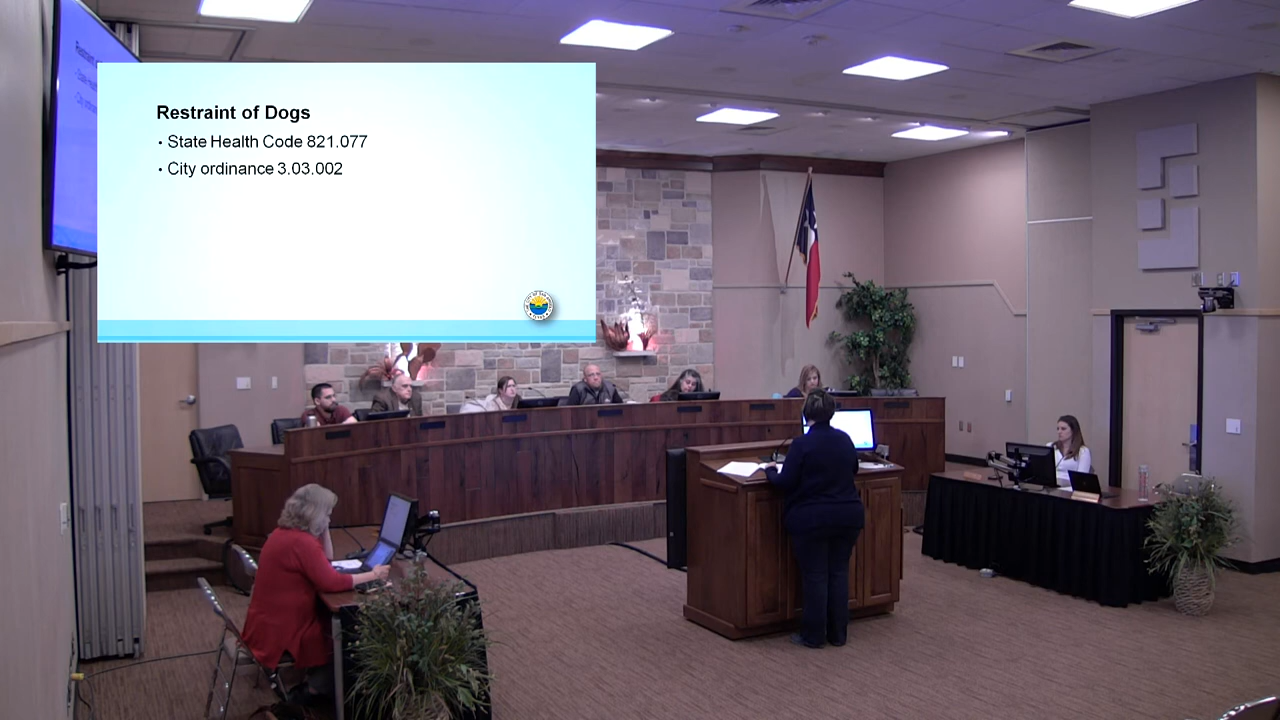 Restraint of Dogs
• State Health Code 821.077
• City ordinance 3.03.002